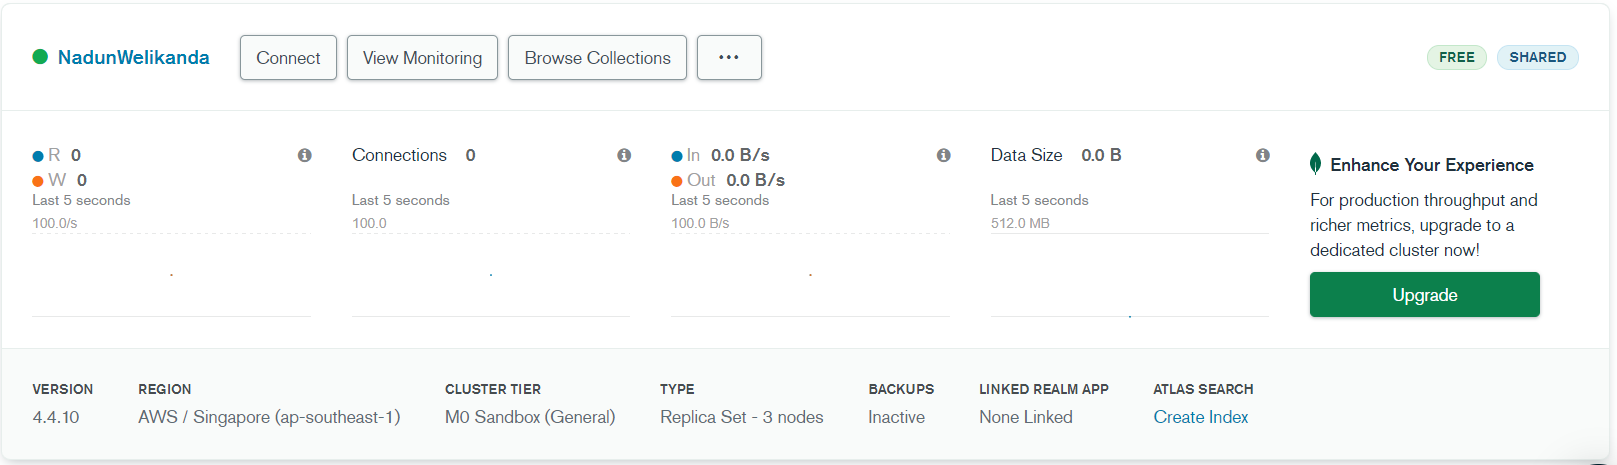 NadunWelikanda Connect View Monitoring Browse Collections ... FREE SHARED
R 0
W 0
Last 5 seconds
100.0/s
Connections 0
Last 5 seconds
100.0
In 0.0 B/s
Out 0.0 B/s
Last 5 seconds
100.0 B/s
Data Size 0.0 B
Last 5 seconds
512.0 MB
Enhance Your Experience
For production throughput and
richer metrics, upgrade to a
dedicated cluster now!
Upgrade
VERSION REGION CLUSTER TIER TYPE BACKUPS LINKED REALM APP ATLAS SEARCH
4.4.10 AWS / Singapore (ap-southeast-1) M0 Sandbox (General) Replica Set - 3 nodes Inactive None Linked Create Index